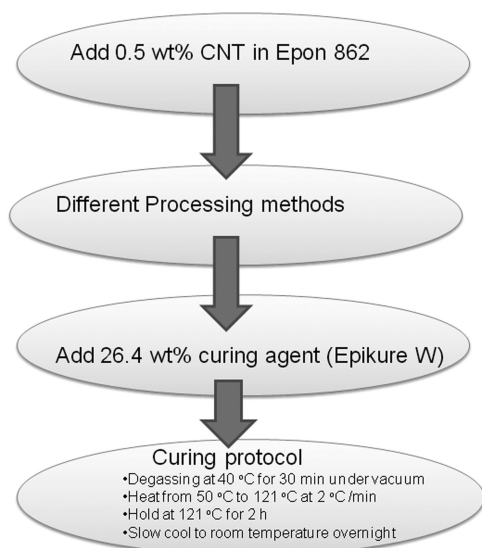 Add 0.5 wt% CNT in Epon 862
Different Processing methods
Add 26.4 wt% curing agent (Epikure W)
Curing protocol
•Degassing at 40 °C for 30 min under vacuum
•Heat from 50 °C to 121 °C at 2 °C/min
•Hold at 121 °C for 2 h
•Slow cool to room temperature overnight